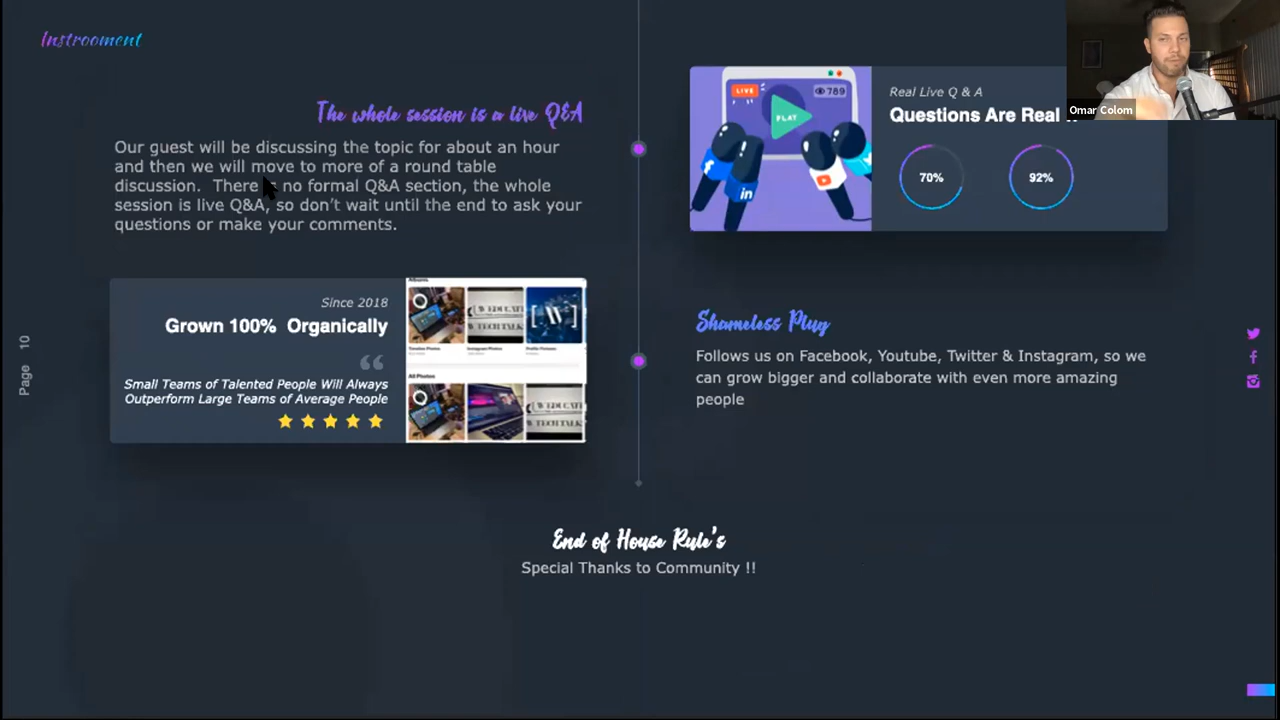 Instrooment
The whole session is a live Q&A
Our guest will be discussing the topic for about an hour
and then we will move to more of a round table
discussion. There no formal Q&A section, the whole
session is live Q&A, so don't wait until the end to ask your
questions or make your comments.
LIVE
789
PLAY
Real Live Q & A
Questions Are Real
70%
92%
Omar Colom
Since 2018
Grown 100% Organically
Small Teams of Talented People Will Always
Outperform Large Teams of Average People
Albums
All Photos
Shameless Plug
Follows us on Facebook, Youtube, Twitter & Instagram, so we
can grow bigger and collaborate with even more amazing
people
Page 10
End of House Rule's
Special Thanks to Community !!